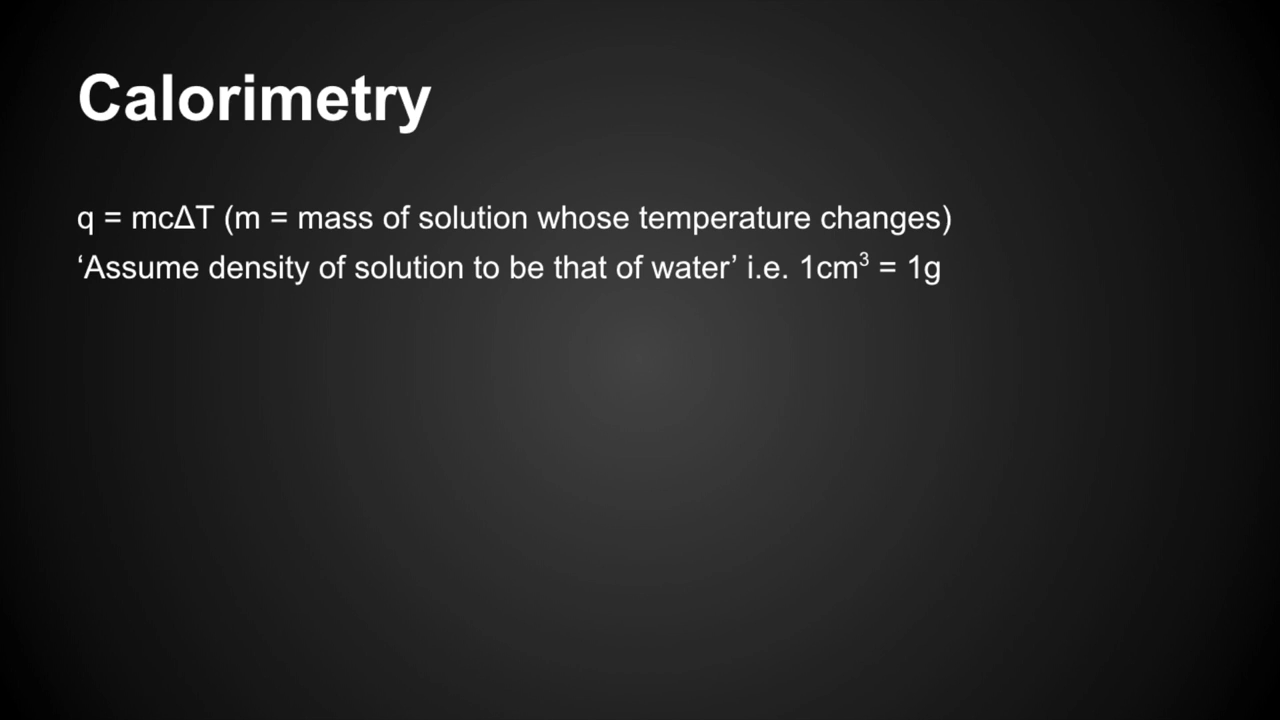 Calorimetry
q = mcΔT (m = mass of solution whose temperature changes)
‘Assume density of solution to be that of water’ i.e. 1cm³ = 1g